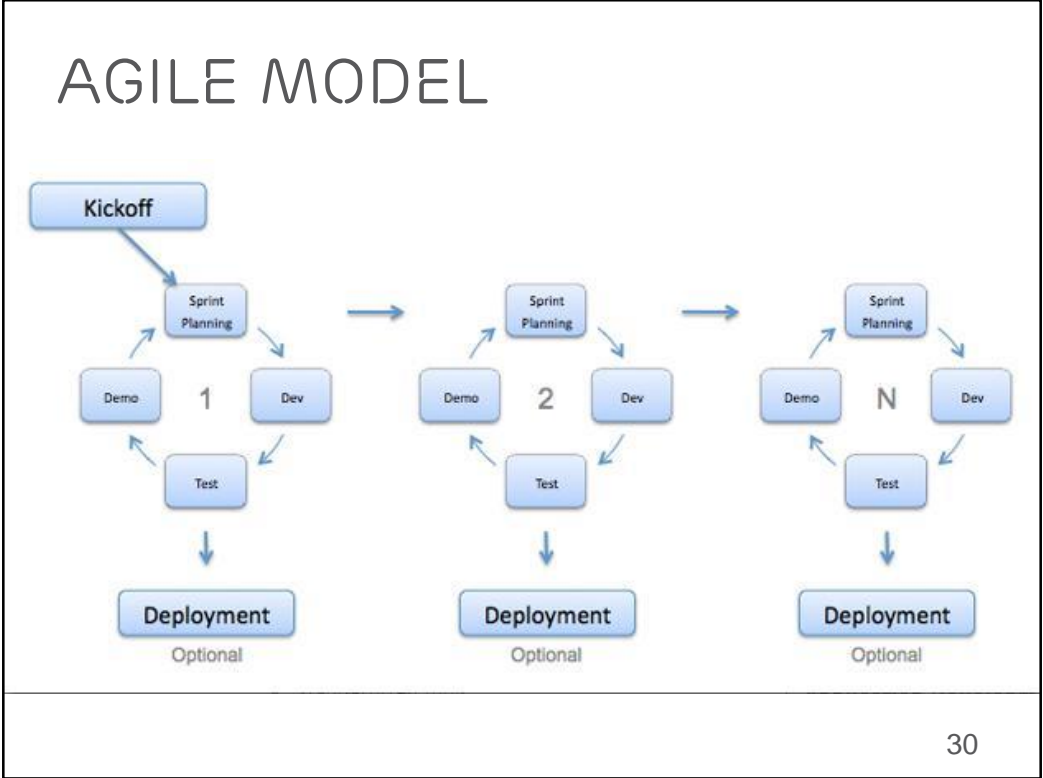 AGILE MODEL
Kickoff
Sprint
Planning
Demo
1
Dev
Test
Deployment
Optional
Sprint
Planning
Demo
2
Dev
Test
Deployment
Optional
Sprint
Planning
Demo
N
Dev
Test
Deployment
Optional
30